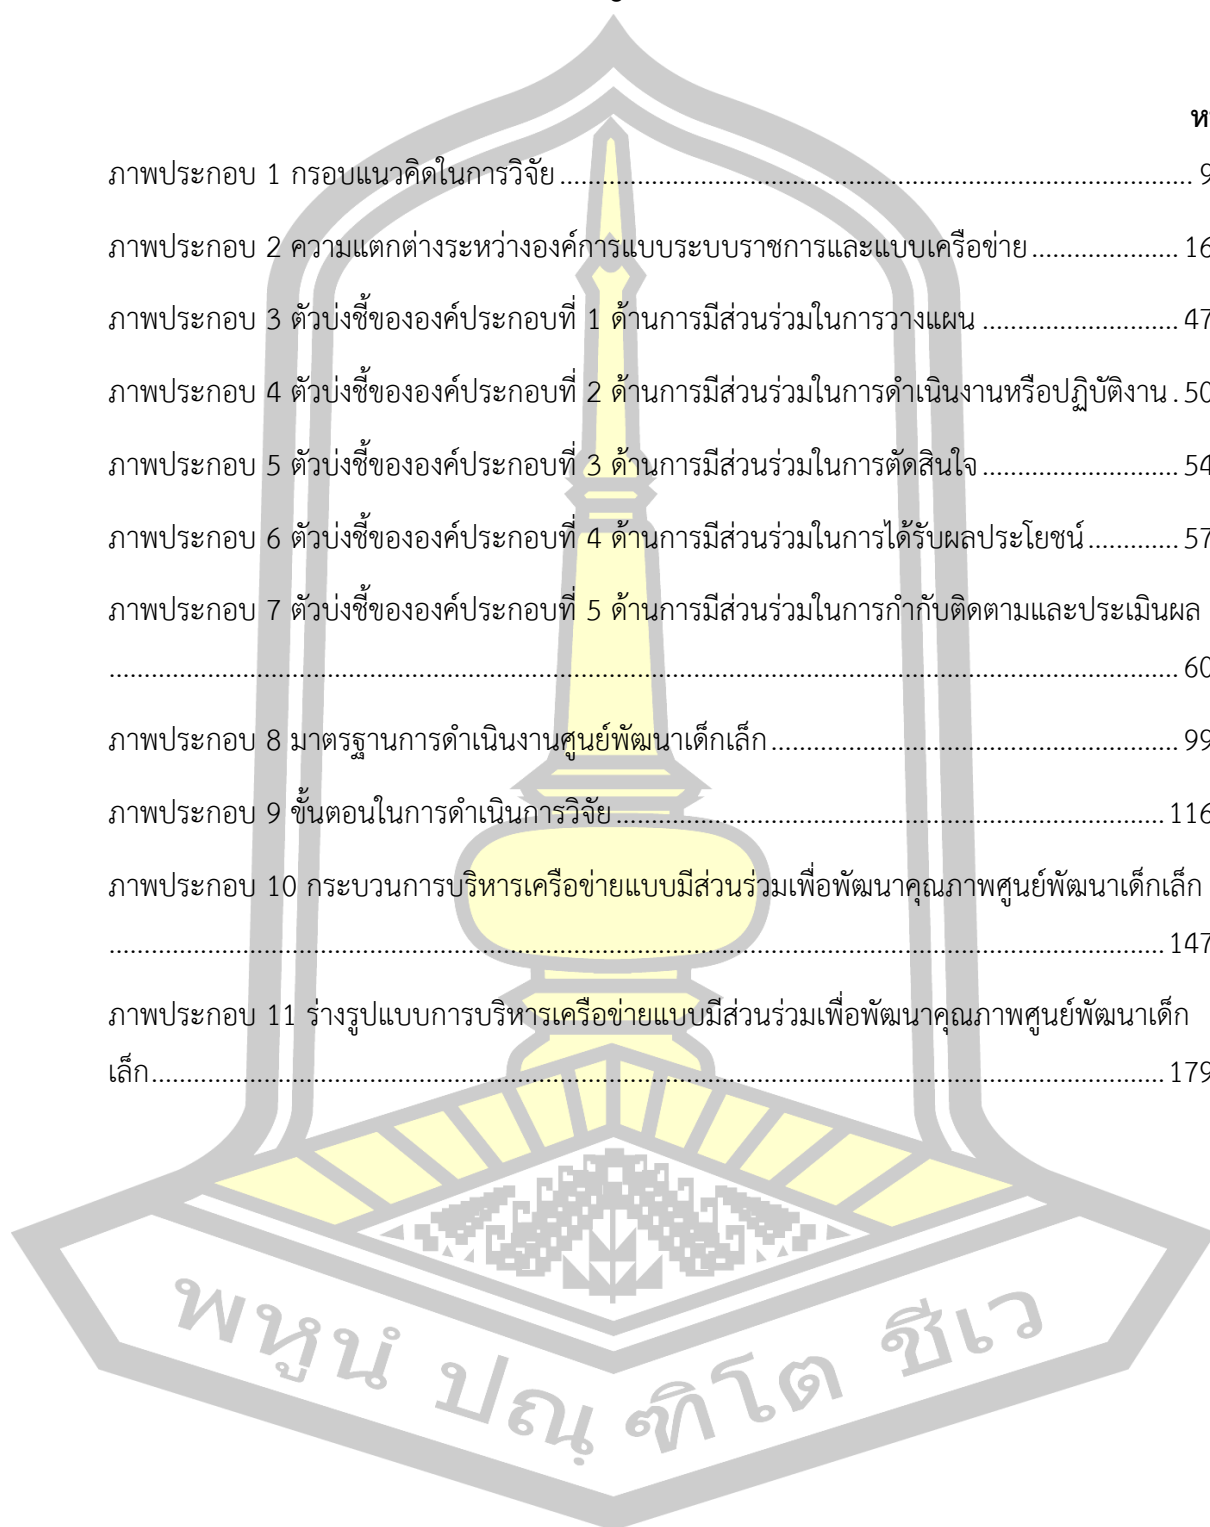 ภาพประกอบ 1 กรอบแนวคิดในการวิจัย ........................................................................................... 9
ภาพประกอบ 2 ความแตกต่างระหว่างองค์การแบบระบบราชการและแบบเครือข่าย ..................... 16
ภาพประกอบ 3 ตัวบ่งชี้ขององค์ประกอบที่ 1 ด้านการมีส่วนร่วมในการวางแผน ............................ 47
ภาพประกอบ 4 ตัวบ่งชี้ขององค์ประกอบที่ 2 ด้านการมีส่วนร่วมในการดำเนินงานหรือปฏิบัติงาน . 50
ภาพประกอบ 5 ตัวบ่งชี้ขององค์ประกอบที่ 3 ด้านการมีส่วนร่วมในการตัดสินใจ ............................ 54
ภาพประกอบ 6 ตัวบ่งชี้ขององค์ประกอบที่ 4 ด้านการมีส่วนร่วมในการได้รับผลประโยชน์ ............. 57
ภาพประกอบ 7 ตัวบ่งชี้ขององค์ประกอบที่ 5 ด้านการมีส่วนร่วมในการกำกับติดตามและประเมินผล
......................................................................................................................................................... 60
ภาพประกอบ 8 มาตรฐานการดำเนินงานศูนย์พัฒนาเด็กเล็ก .......................................................... 99
ภาพประกอบ 9 ขั้นตอนในการดำเนินการวิจัย ............................................................................... 116
ภาพประกอบ 10 กระบวนการบริหารเครือข่ายแบบมีส่วนร่วมเพื่อพัฒนาคุณภาพศูนย์พัฒนาเด็กเล็ก
....................................................................................................................................................... 147
ภาพประกอบ 11 ร่างรูปแบบการบริหารเครือข่ายแบบมีส่วนร่วมเพื่อพัฒนาคุณภาพศูนย์พัฒนาเด็ก
เล็ก ................................................................................................................................................. 179
พหูนํ ปณฺฑิโต ชีเว